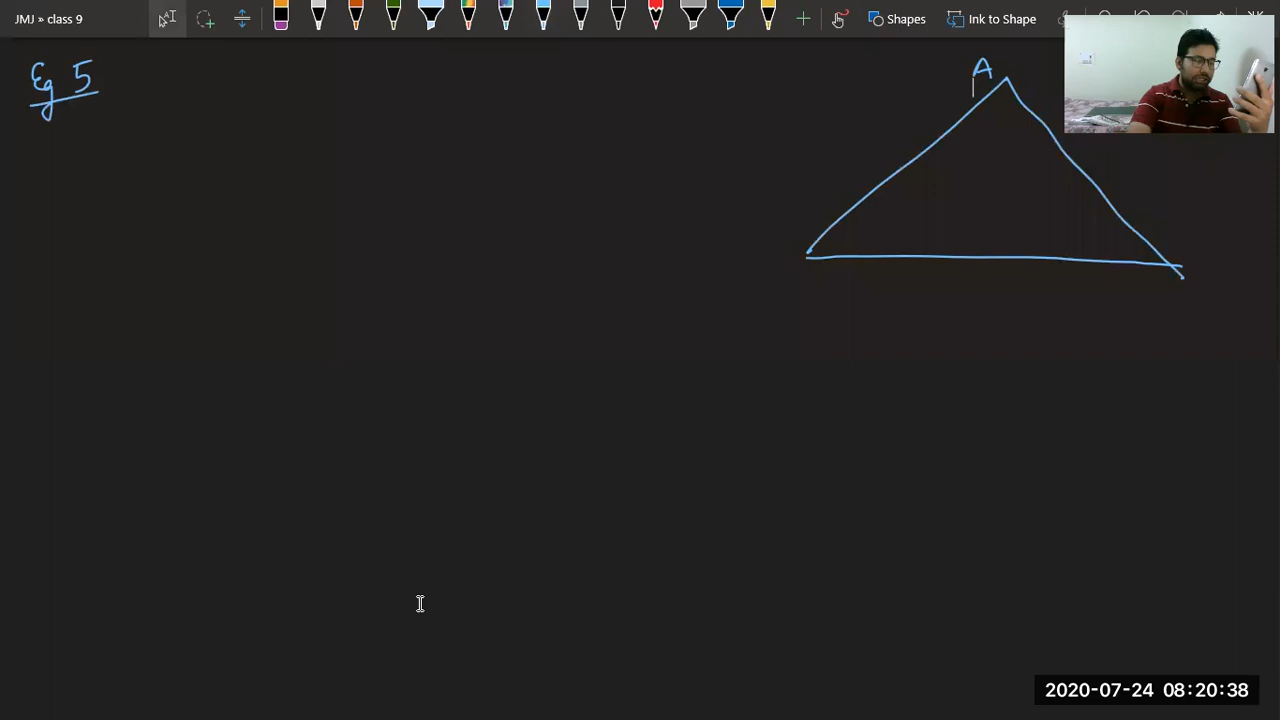 JMJ » class 9
Shapes
Ink to Shape
Eg 5
A
2020-07-24 08:20:38